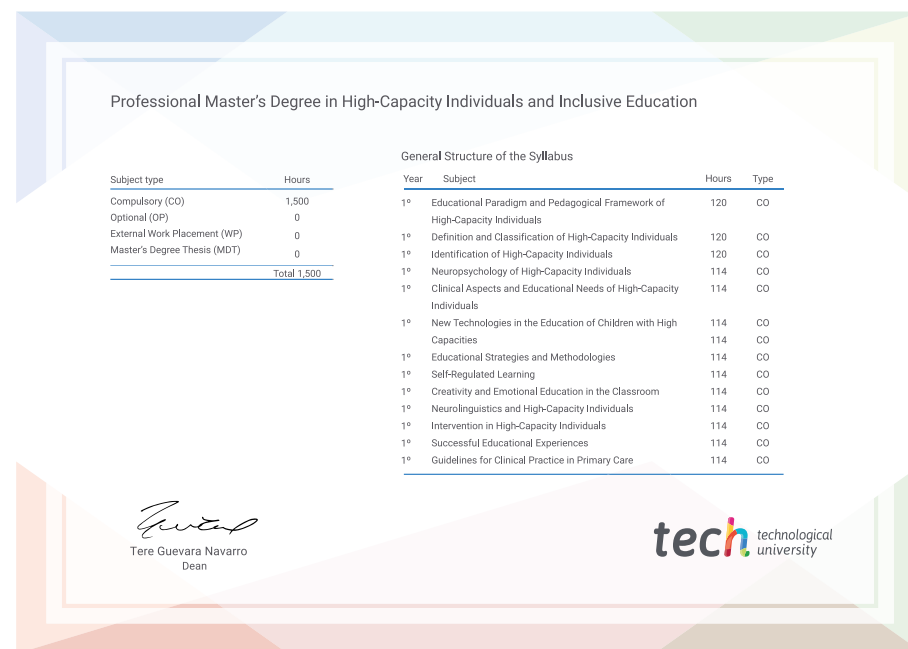 Professional Master's Degree in High-Capacity Individuals and Inclusive Education
General Structure of the Syllabus
Subject type Hours
Compulsory (CO) 1,500
Optional (OP) 0
External Work Placement (WP) 0
Master's Degree Thesis (MDT) 0
Total 1,500
Year Subject Hours Type
1º Educational Paradigm and Pedagogical Framework of 120 CO
High-Capacity Individuals
1º Definition and Classification of High-Capacity Individuals 120 CO
1º Identification of High-Capacity Individuals 120 CO
1º Neuropsychology of High-Capacity Individuals 114 CO
1º Clinical Aspects and Educational Needs of High-Capacity 114 CO
Individuals
1º New Technologies in the Education of Children with High 114 CO
Capacities 114 CO
1º Educational Strategies and Methodologies 114 CO
1º Self-Regulated Learning 114 CO
1º Creativity and Emotional Education in the Classroom 114 CO
1º Neurolinguistics and High-Capacity Individuals 114 CO
1º Intervention in High-Capacity Individuals 114 CO
1º Successful Educational Experiences 114 CO
1º Guidelines for Clinical Practice in Primary Care 114 CO
Tere Guevara Navarro
Dean
tech technological
university